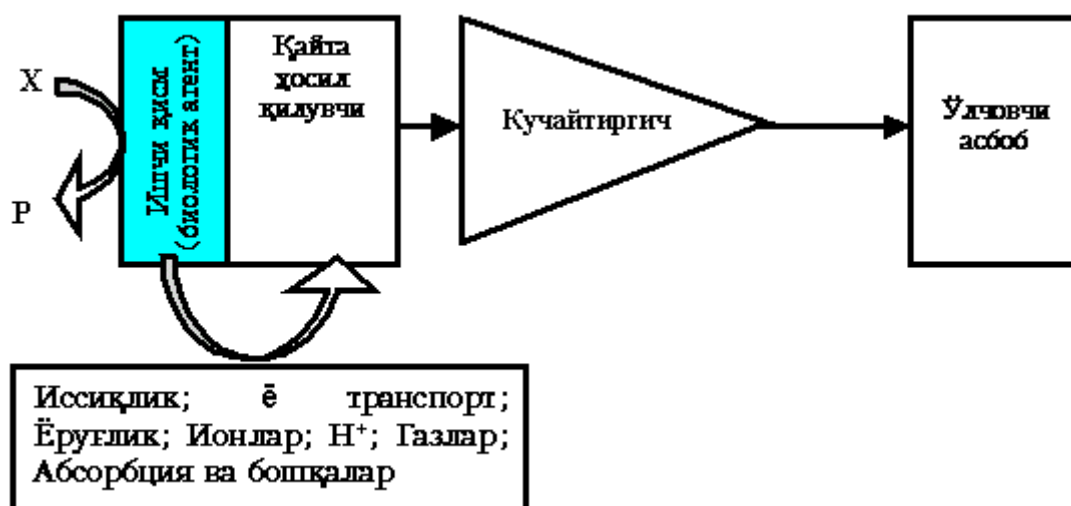 X
P
Ишчи қисм
(биологик агент)
Қайта
ҳосил
қилувчи
Кучайтиргич
Ўлчовчи
асбоб
Иссиқлик; ё транспорт;
Ёруғлик; Ионлар; Н⁺; Газлар;
Абсорбция ва бошқалар